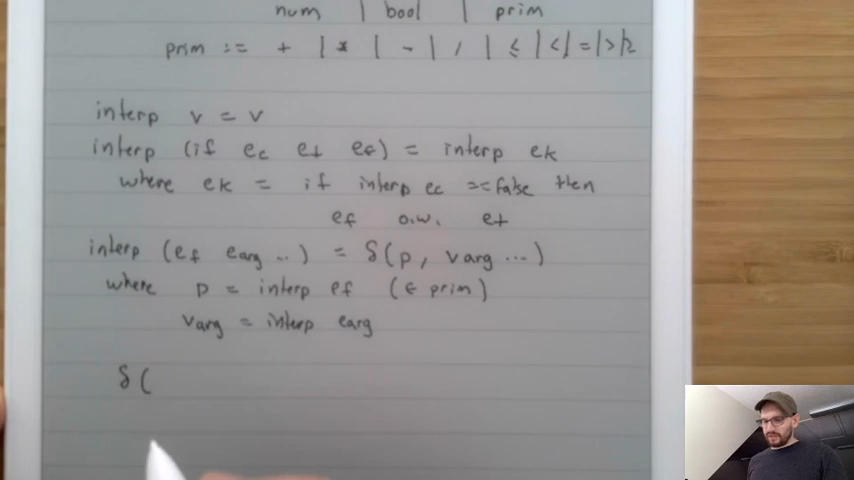 num | bool | prim
prim := + | * | - | / | ≤ | < | = | > | ≥
interp v = v
interp (if ec et ef) = interp ek
where ek = if interp ec == false then
ef o.w. et
interp (ef earg ...) = δ(p, varg ...)
where p = interp ef (∈ prim)
varg = interp earg
δ(